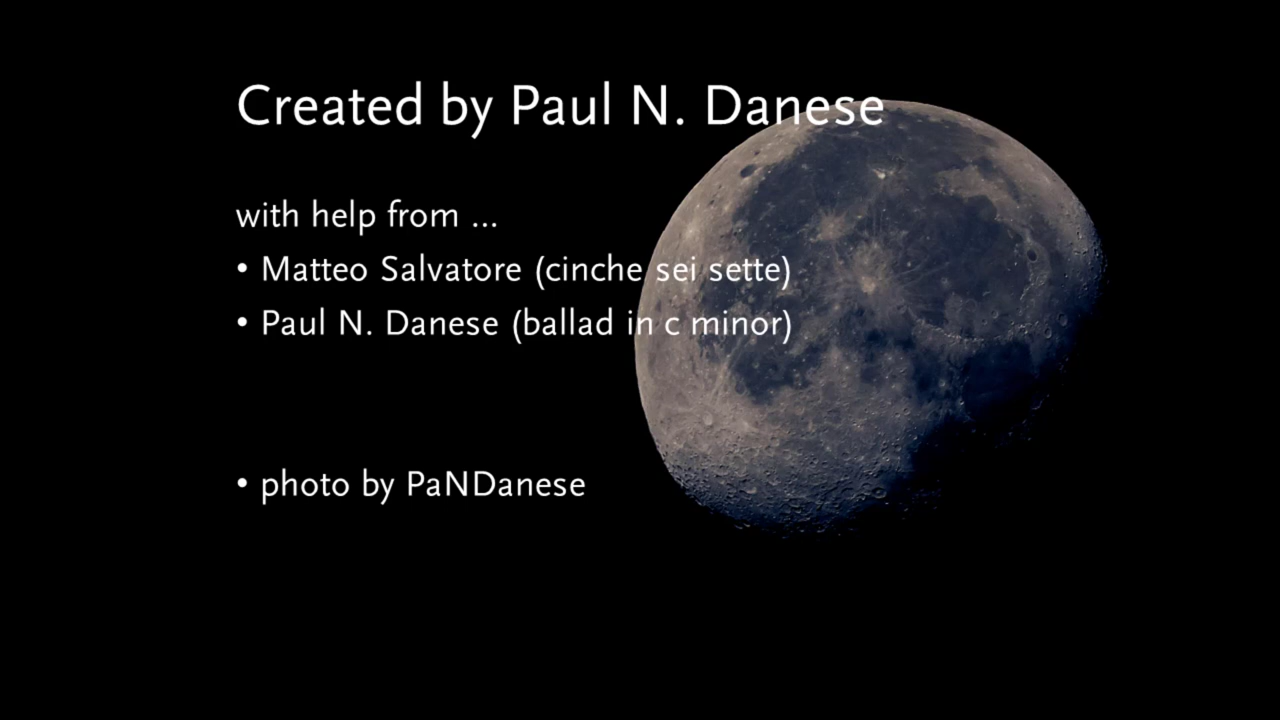 Created by Paul N. Danese
with help from ...
• Matteo Salvatore (cinche sei sette)
• Paul N. Danese (ballad in c minor)
• photo by PaNDanese